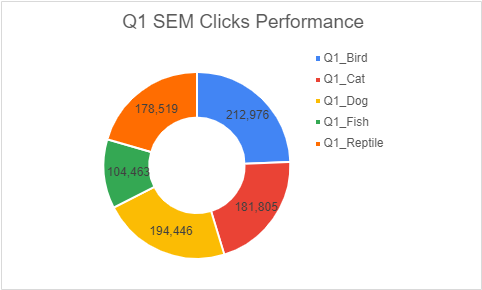 Q1 SEM Clicks Performance
Q1_Bird
Q1_Cat
Q1_Dog
Q1_Fish
Q1_Reptile
212,976
181,805
194,446
104,463
178,519